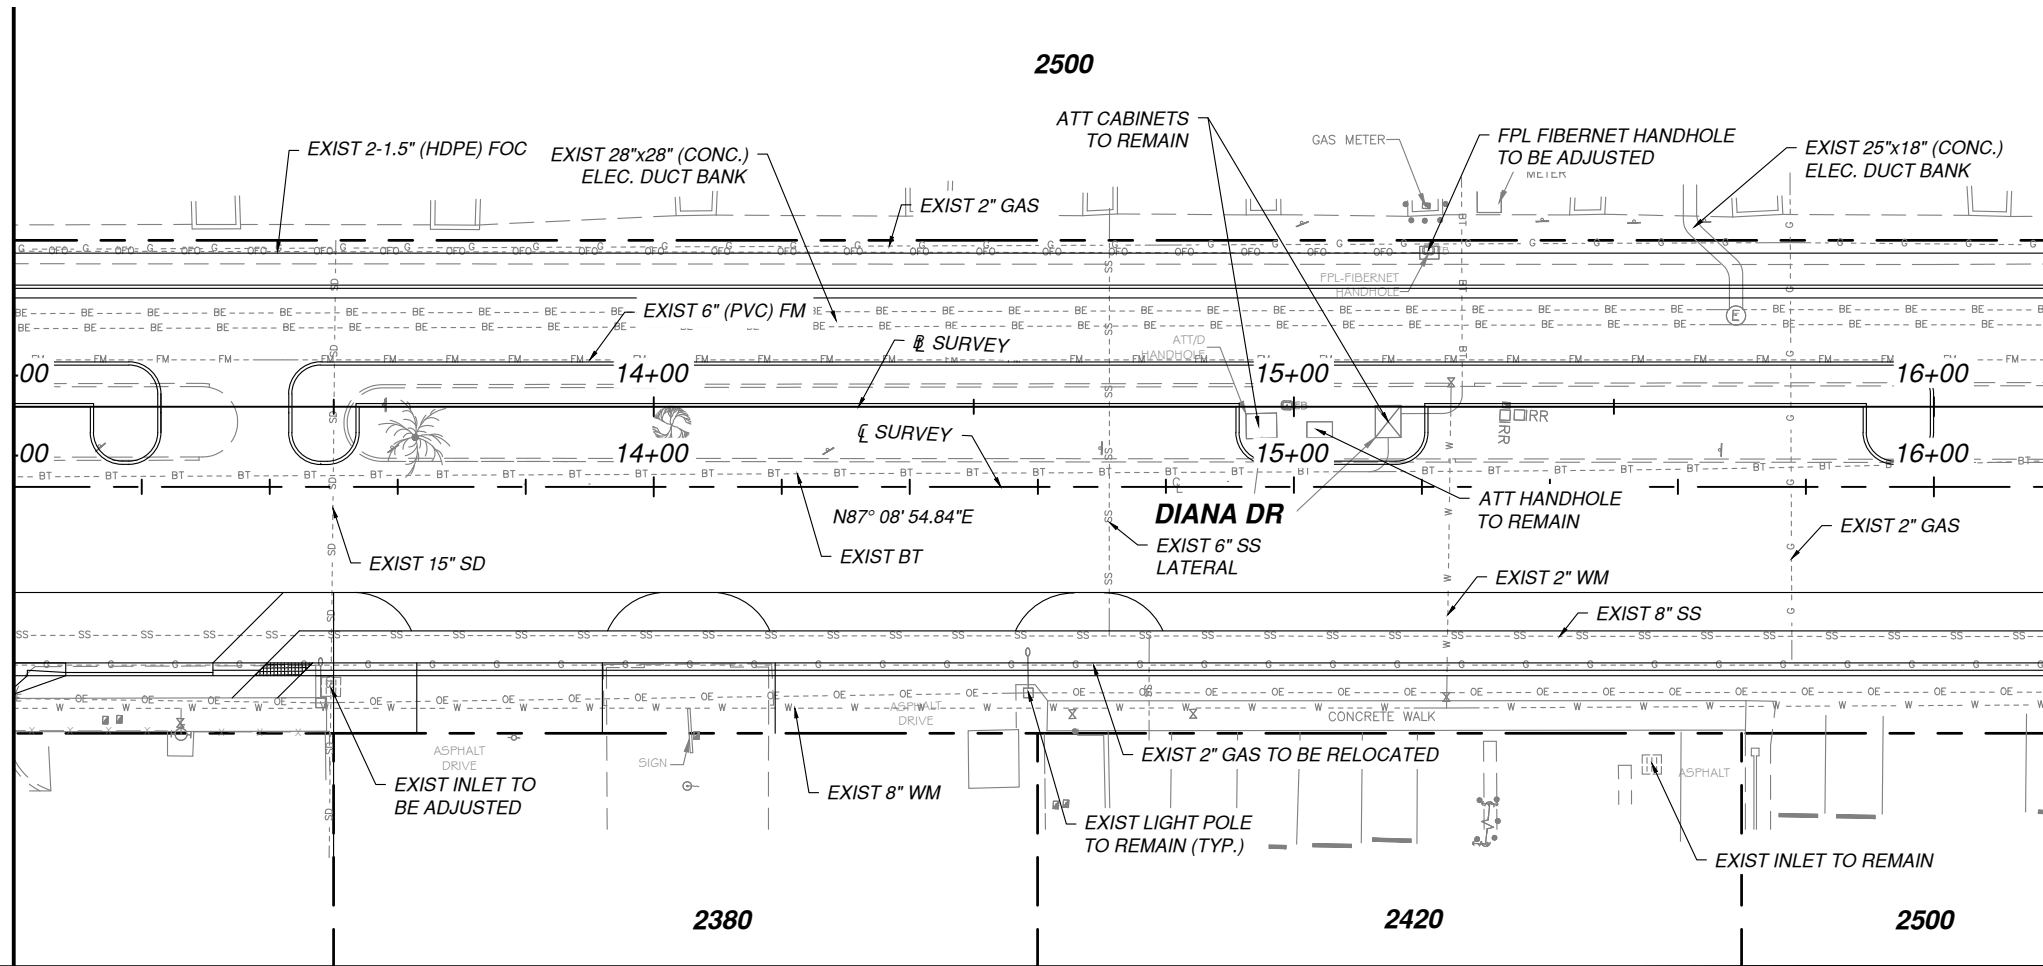 2500
ATT CABINETS
TO REMAIN
GAS METER
FPL FIBERNET HANDHOLE
TO BE ADJUSTED
METER
EXIST 25"x18" (CONC.)
ELEC. DUCT BANK
EXIST 2-1.5" (HDPE) FOC
EXIST 28"x28" (CONC.)
ELEC. DUCT BANK
EXIST 2" GAS
FPL-FIBERNET
HANDHOLE
EXIST 6" (PVC) FM
E
ATT/D
HANDHOLE
SURVEY
00
14+00
15+00
16+00
EB
IRR
IRR
SURVEY
00
14+00
15+00
16+00
N87° 08' 54.84"E
DIANA DR
ATT HANDHOLE
TO REMAIN
EXIST 15" SD
EXIST BT
EXIST 6" SS
LATERAL
EXIST 2" GAS
EXIST 2" WM
EXIST 8" SS
ASPHALT
DRIVE
CONCRETE WALK
ASPHALT
DRIVE
SIGN
EXIST 2" GAS TO BE RELOCATED
ASPHALT
EXIST INLET TO
BE ADJUSTED
EXIST 8" WM
EXIST LIGHT POLE
TO REMAIN (TYP.)
EXIST INLET TO REMAIN
2380
2420
2500